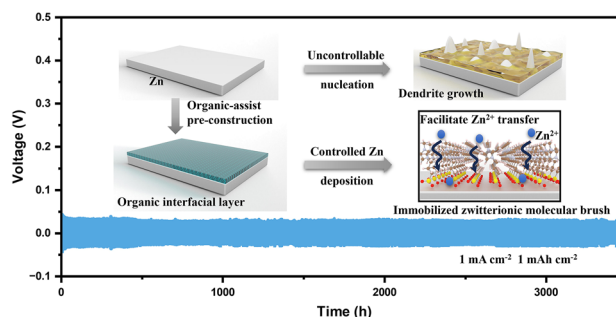 0.5
0.4
0.3
0.2
0.1
0.0
−0.1
Voltage (V)
Zn
Uncontrollable
nucleation
Dendrite growth
Organic-assist
pre-construction
Organic interfacial layer
Controlled Zn
deposition
Facilitate Zn²⁺ transfer
Zn²⁺
Immobilized zwitterionic molecular brush
1 mA cm⁻² 1 mAh cm⁻²
0 1000 2000 3000
Time (h)